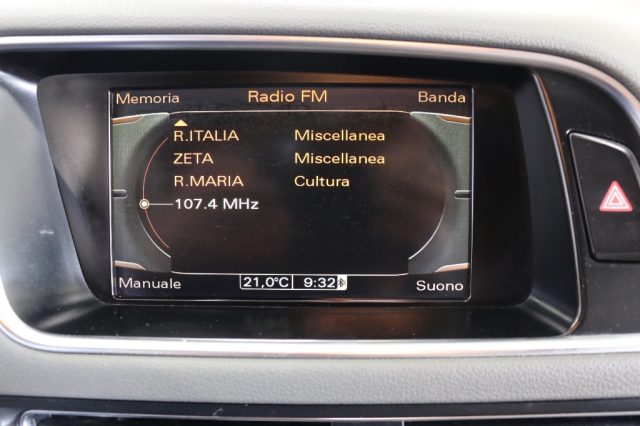 Memoria Radio FM Banda
R.ITALIA Miscellanea
ZETA Miscellanea
R.MARIA Cultura
107.4 MHz
Manuale 21,0°C 9:32 Suono